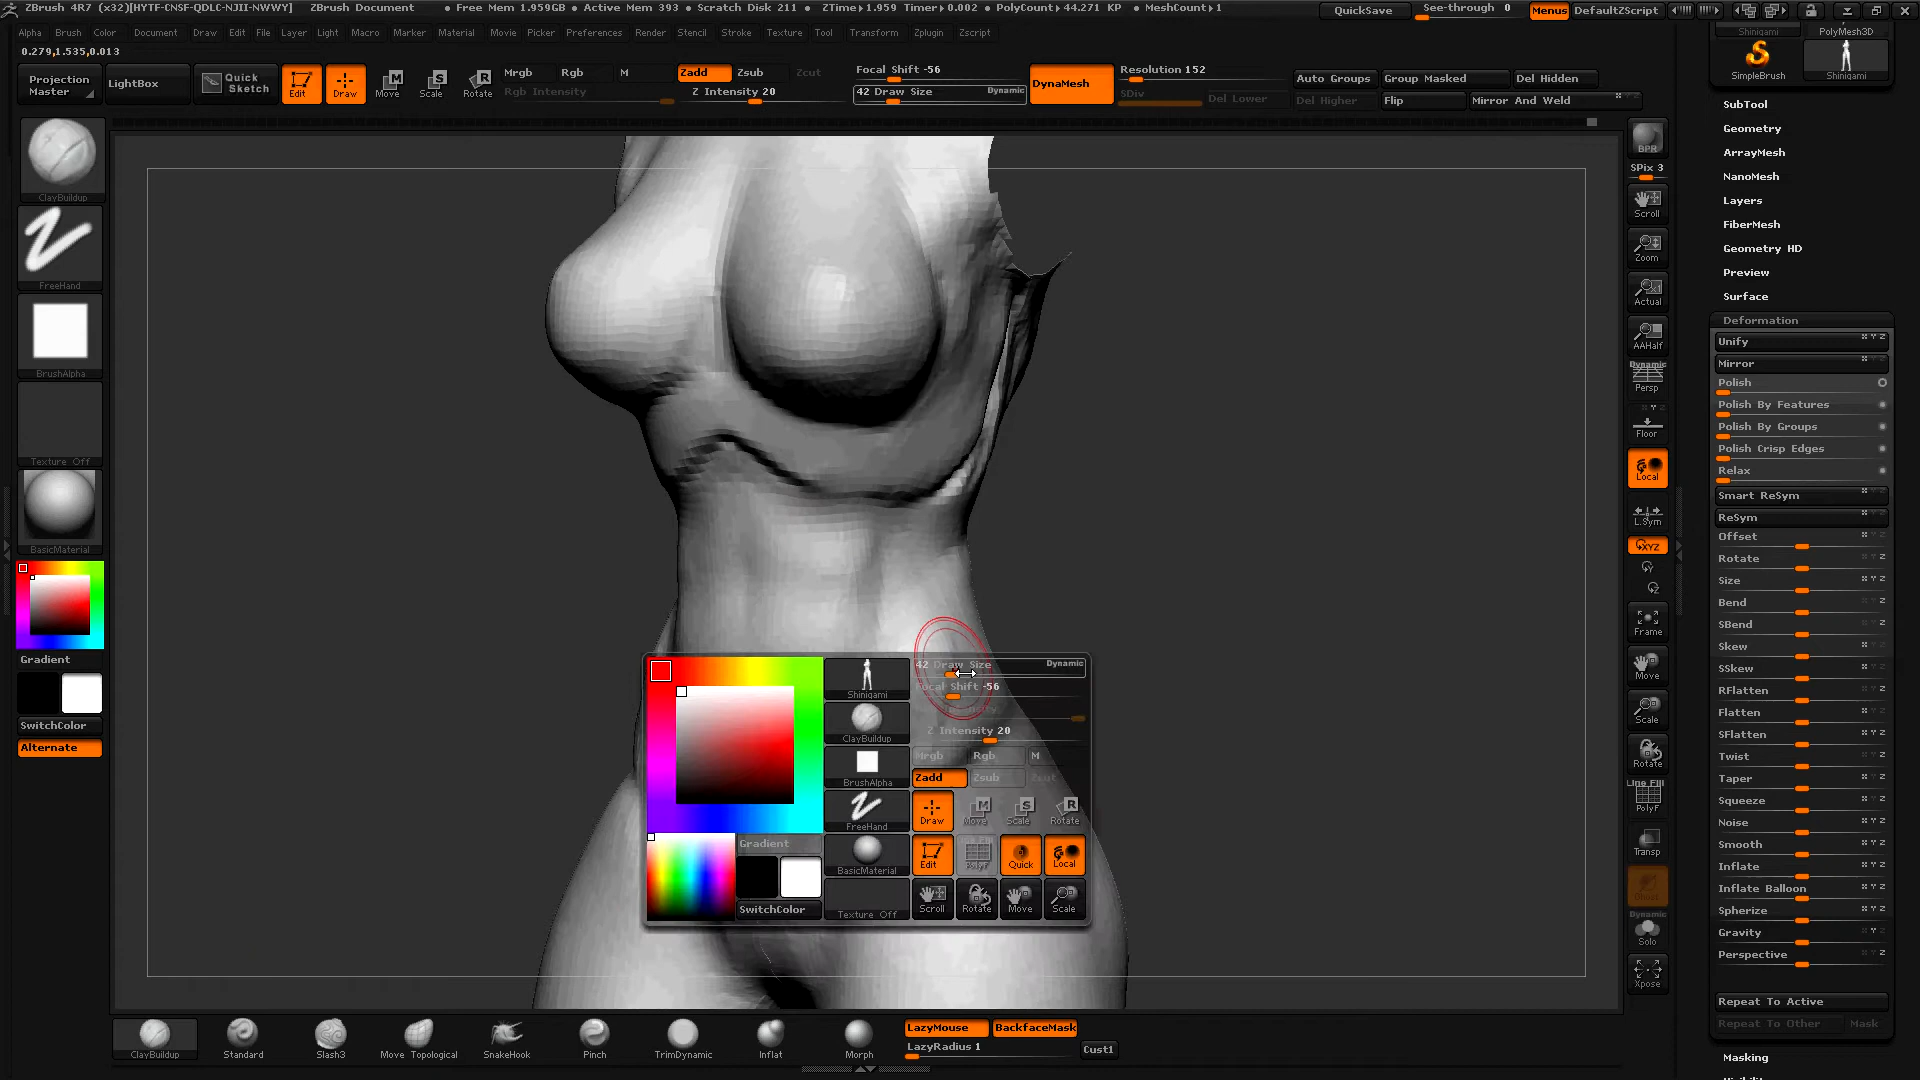 ZBrush 4R7 (x32)[HYTF-CNSF-QDLC-NJII-NWWY] ZBrush Document • Free Mem 1.959GB • Active Mem 393 • Scratch Disk 211 • ZTime▶1.959 Timer▶0.002 • PolyCount▶44.271 KP • MeshCount▶1 QuickSave See-through 0 Menus DefaultZScript
Alpha Brush Color Document Draw Edit File Layer Light Macro Marker Material Movie Picker Preferences Render Stencil Stroke Texture Tool Transform Zplugin Zscript
0.279,1.535,0.013
Projection Master
LightBox
Quick Sketch
Edit
Draw
Move
Scale
Rotate
Mrgb Rgb M
Rgb Intensity
Zadd Zsub Zcut
Z Intensity 20
Focal Shift -56
42 Draw Size Dynamic
DynaMesh
Resolution 152
SDiv
Del Lower
Auto Groups Group Masked Del Hidden
Del Higher Flip Mirror And Weld
ClayBuildup
FreeHand
BrushAlpha
Texture Off
BasicMaterial
Gradient
SwitchColor
Alternate
42 Draw Size Dynamic
Focal Shift -56
Z Intensity 20
Mrgb Rgb M
Zadd Zsub Zcut
Draw Move Scale Rotate
Edit PolyF Quick Local
Scroll Rotate Move Scale
Shinigami
ClayBuildup
BrushAlpha
FreeHand
BasicMaterial
Texture Off
Gradient
SwitchColor
ClayBuildup
Standard
Slash3
Move Topological
SnakeHook
Pinch
TrimDynamic
Inflat
Morph
LazyMouse BackfaceMask
LazyRadius 1
Cust1
BPR
SPix 3
Scroll
Zoom
Actual
AAHalf
Dynamic
Persp
Floor
Local
L.Sym
XYZ
Frame
Move
Scale
Rotate
Line Fill
PolyF
Transp
Ghost
Dynamic
Solo
Xpose
Shinigami PolyMesh3D
SimpleBrush Shinigami
SubTool
Geometry
ArrayMesh
NanoMesh
Layers
FiberMesh
Geometry HD
Preview
Surface
Deformation
Unify
Mirror
Polish
Polish By Features
Polish By Groups
Polish Crisp Edges
Relax
Smart ReSym
ReSym
Offset
Rotate
Size
Bend
SBend
Skew
SSkew
RFlatten
Flatten
SFlatten
Twist
Taper
Squeeze
Noise
Smooth
Inflate
Inflate Balloon
Spherize
Gravity
Perspective
Repeat To Active
Repeat To Other Mask
Masking